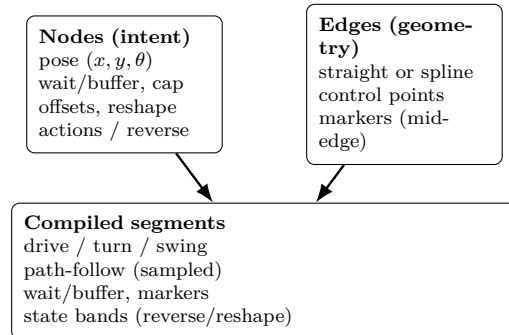 Nodes (intent)
pose (x, y, θ)
wait/buffer, cap
offsets, reshape
actions / reverse
Edges (geome-
try)
straight or spline
control points
markers (mid-
edge)
Compiled segments
drive / turn / swing
path-follow (sampled)
wait/buffer, markers
state bands (reverse/reshape)